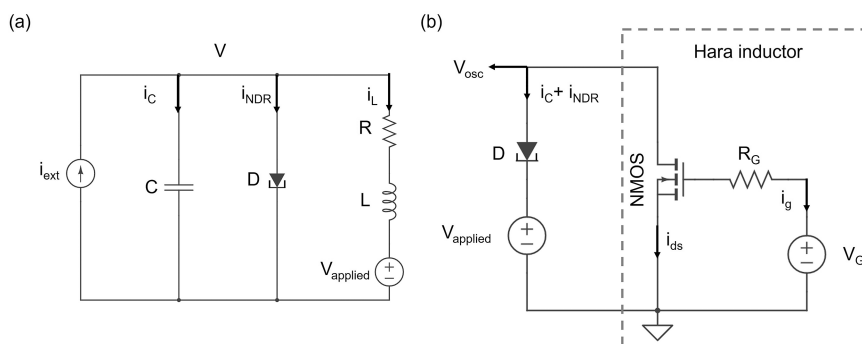 (a)
V
i_C
i_NDR
i_L
R
i_ext
C
D
L
V_applied
(b)
Hara inductor
V_osc
i_C + i_NDR
D
NMOS
R_G
i_g
V_applied
i_ds
V_G